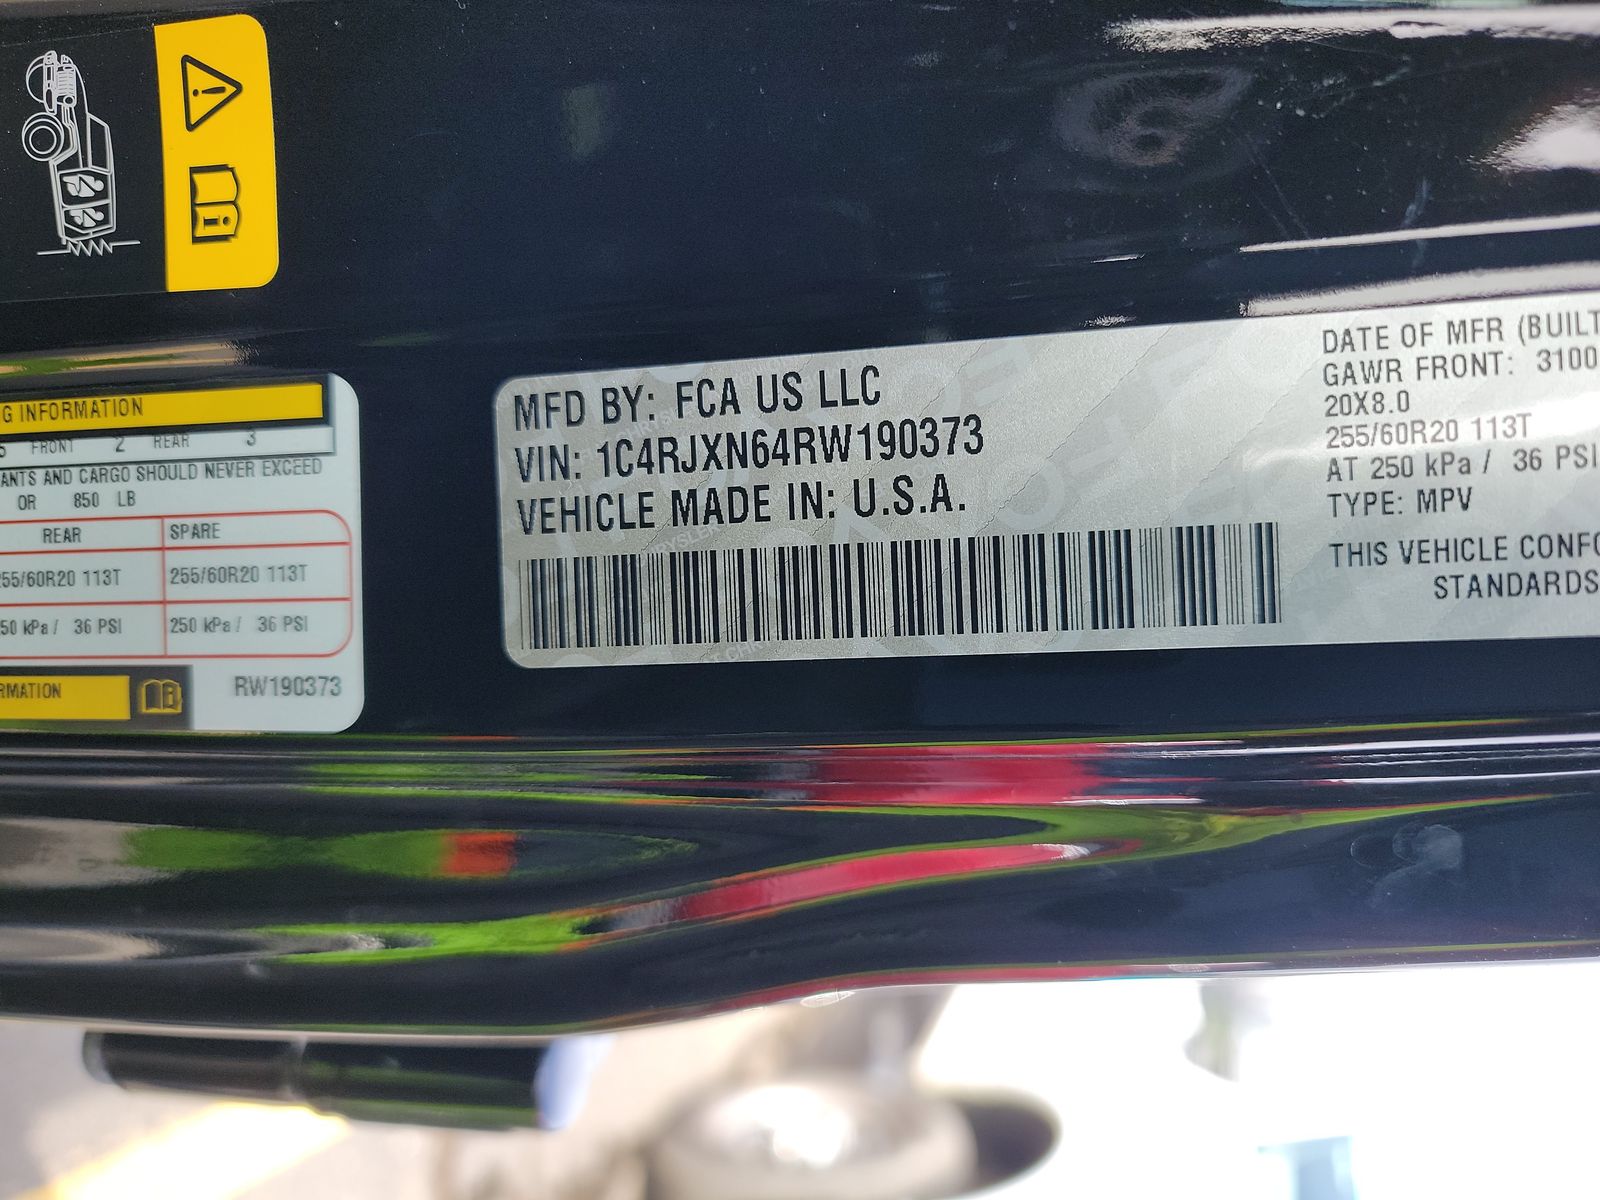 G INFORMATION
5 FRONT 2 REAR 3
ANTS AND CARGO SHOULD NEVER EXCEED
OR 850 LB
REAR SPARE
255/60R20 113T 255/60R20 113T
50 kPa / 36 PSI 250 kPa / 36 PSI
RMATION
RW190373
MFD BY: FCA US LLC
VIN: 1C4RJXN64RW190373
VEHICLE MADE IN: U.S.A.
DATE OF MFR (BUILT
GAWR FRONT: 3100
20X8.0
255/60R20 113T
AT 250 kPa / 36 PSI
TYPE: MPV
THIS VEHICLE CONFO
STANDARDS